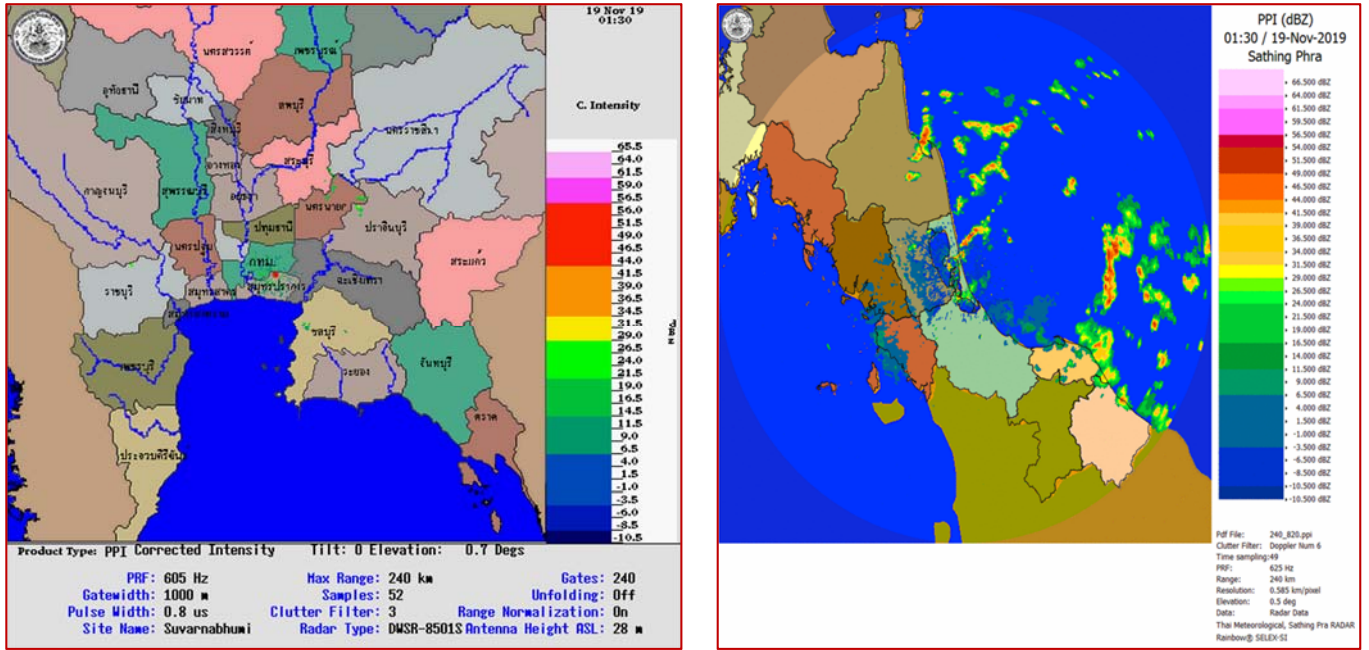 19 Nov 19
01:30
C. Intensity
65.5
64.0
61.5
59.0
56.5
56.0
51.5
49.0
46.5
44.0
41.5
39.0
36.5
34.0
31.5
29.0
26.5
24.0
21.5
19.0
16.5
14.5
11.5
9.0
6.5
4.0
1.5
-1.0
-3.5
-6.0
-8.5
-10.5
นครสวรรค์
เพชรบูรณ์
อุทัยธานี
ชัยนาท
ลพบุรี
สิงห์บุรี
นครราชสีมา
อ่างทอง
สระบุรี
กาญจนบุรี
สุพรรณบุรี
อยุธยา
นครนายก
ปราจีนบุรี
ปทุมธานี
นครปฐม
กทม.
สระแก้ว
ฉะเชิงเทรา
ราชบุรี
สมุทรสาคร
สมุทรปราการ
ชลบุรี
เพชรบุรี
ระยอง
จันทบุรี
ตราด
Product Type: PPI Corrected Intensity Tilt: 0 Elevation: 0.7 Degs
PRF: 605 Hz Max Range: 240 km Gates: 240
Gatewidth: 1000 m Samples: 52 Unfolding: Off
Pulse Width: 0.8 us Clutter Filter: 3 Range Normalization: On
Site Name: Suvarnabhumi Radar Type: DWSR-8501S Antenna Height ASL: 28 m
PPI (dBZ)
01:30 / 19-Nov-2019
Sathing Phra
66.500 dBZ
64.000 dBZ
61.500 dBZ
59.500 dBZ
56.500 dBZ
54.000 dBZ
51.500 dBZ
49.000 dBZ
46.500 dBZ
44.000 dBZ
41.500 dBZ
39.000 dBZ
36.500 dBZ
34.000 dBZ
31.500 dBZ
29.000 dBZ
26.500 dBZ
24.000 dBZ
21.500 dBZ
19.000 dBZ
16.500 dBZ
14.000 dBZ
11.500 dBZ
9.000 dBZ
6.500 dBZ
4.000 dBZ
1.500 dBZ
-1.000 dBZ
-3.500 dBZ
-6.500 dBZ
-8.500 dBZ
-10.500 dBZ
-10.500 dBZ
Pdf File: 240_820.ppi
Clutter Filter: Doppler Num 6
Time sampling:49
PRF: 625 Hz
Range: 240 km
Resolution: 0.585 km/pixel
Elevation: 0.5 deg
Data: Radar Data
Thai Meteorological, Sathing Pra RADAR
Rainbow® SELEX-SI